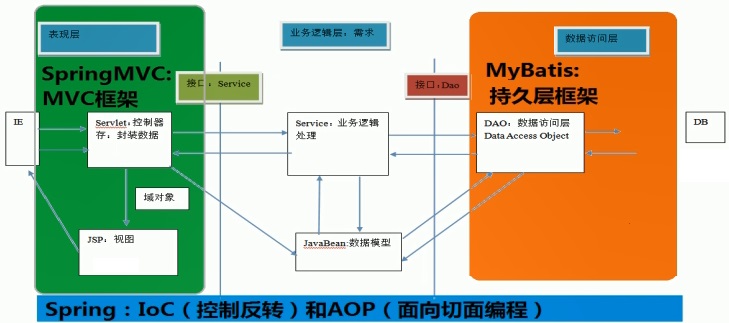 表现层
业务逻辑层：需求
数据访问层
SpringMVC:
MVC框架
接口：Service
接口:Dao
MyBatis:
持久层框架
IE
Servlet:控制器
存；封装数据
Service：业务逻辑
处理
DAO：数据访问层
Data Access Object
DB
域对象
JSP：视图
JavaBean:数据模型
Spring：IoC（控制反转）和AOP（面向切面编程）